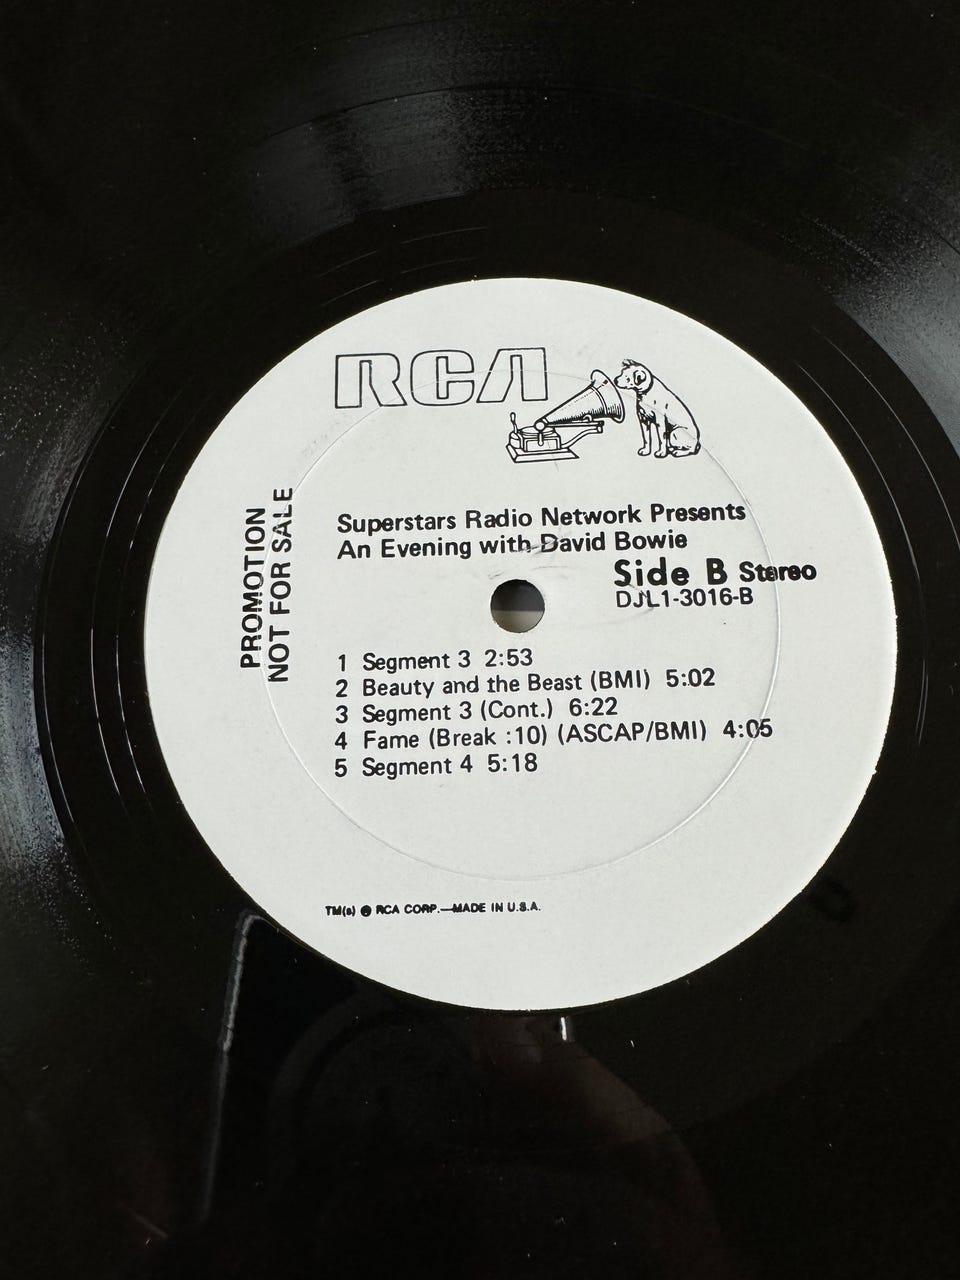 RCA
PROMOTION
NOT FOR SALE
Superstars Radio Network Presents
An Evening with David Bowie
Side B Stereo
DJL1-3016-B
1 Segment 3 2:53
2 Beauty and the Beast (BMI) 5:02
3 Segment 3 (Cont.) 6:22
4 Fame (Break :10) (ASCAP/BMI) 4:05
5 Segment 4 5:18
TM(s) ® RCA CORP.—MADE IN U.S.A.